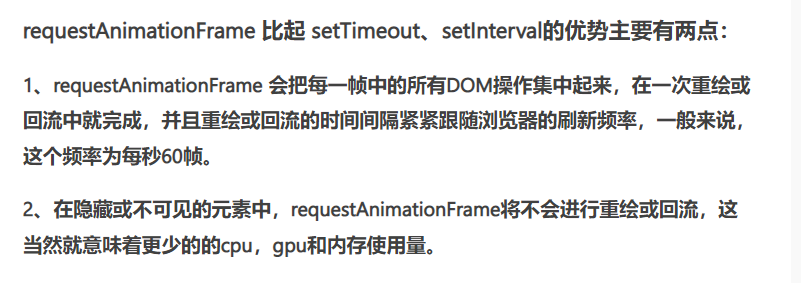 requestAnimationFrame 比起 setTimeout、setInterval的优势主要有两点：
1、requestAnimationFrame 会把每一帧中的所有DOM操作集中起来，在一次重绘或
回流中就完成，并且重绘或回流的时间间隔紧紧跟随浏览器的刷新频率，一般来说，
这个频率为每秒60帧。
2、在隐藏或不可见的元素中，requestAnimationFrame将不会进行重绘或回流，这
当然就意味着更少的的cpu，gpu和内存使用量。